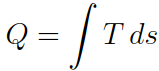 Q = ∫ T ds